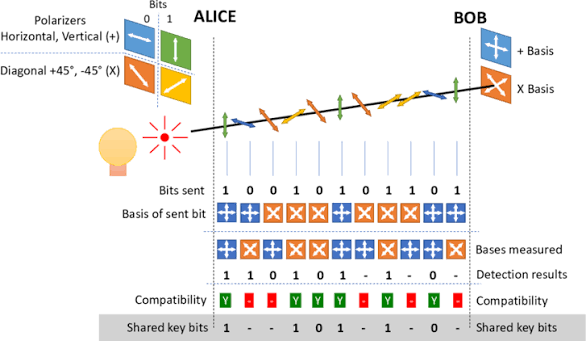 Bits
0 1
ALICE
BOB
Polarizers
Horizontal, Vertical (+)
Diagonal +45°, -45° (X)
+ Basis
X Basis
Bits sent 1 0 0 1 0 1 0 1 1 0 1
Basis of sent bit
Bases measured
1 1 0 1 0 1 - 1 - 0 - Detection results
Compatibility Y - - Y Y Y - Y - Y - Compatibility
Shared key bits 1 - - 1 0 1 - 1 - 0 - Shared key bits